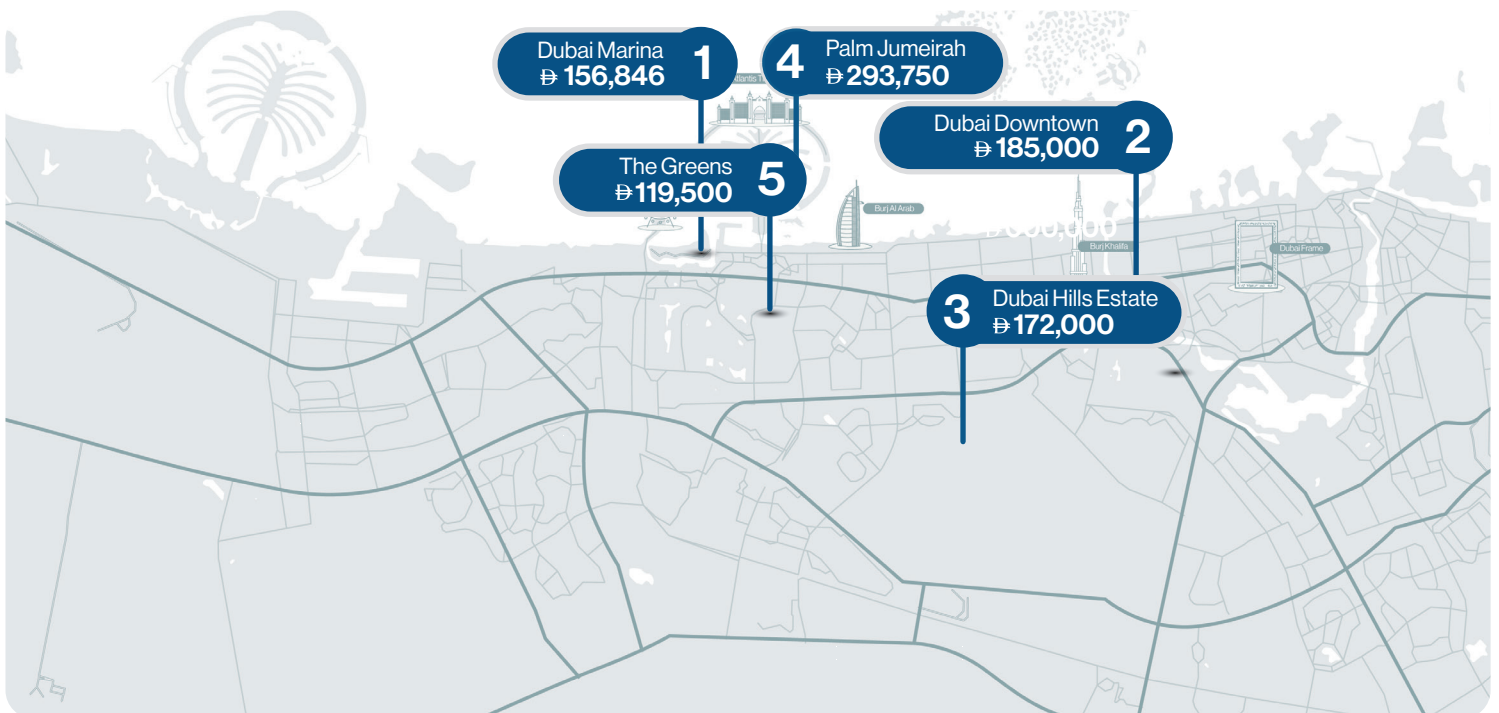 Dubai Marina
Ð 156,846
1
4
Palm Jumeirah
Ð 293,750
Atlantis
Dubai Downtown
Ð 185,000
2
The Greens
Ð 119,500
5
Burj Al Arab
Burj Khalifa
Dubai Frame
3
Dubai Hills Estate
Ð 172,000